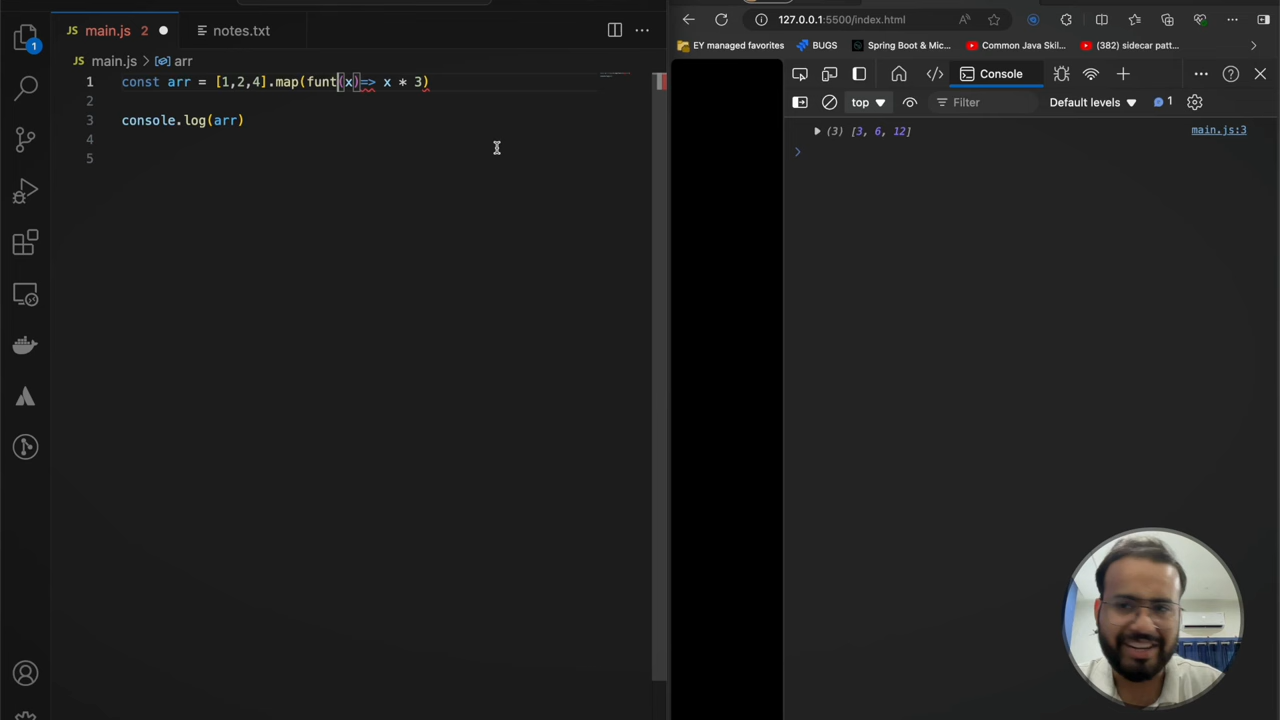 main.js 2
notes.txt
1
main.js > arr
1 const arr = [1,2,4].map(funt(x)=> x * 3)
2
3 console.log(arr)
4
5
127.0.0.1:5500/index.html
EY managed favorites
BUGS
Spring Boot & Mic...
Common Java Skil...
(382) sidecar patt...
Console
top
Filter
Default levels
1
(3) [3, 6, 12]
main.js:3